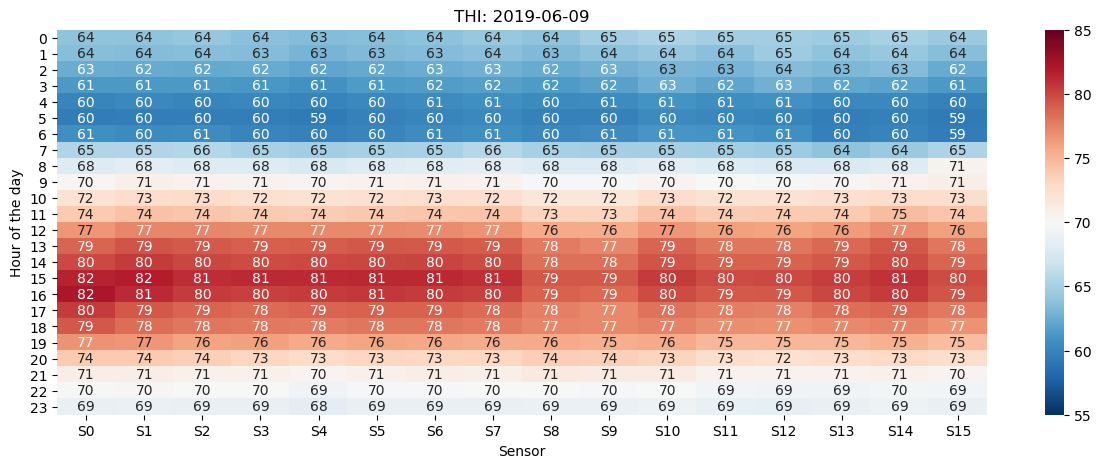 THI: 2019-06-09
0 64 64 64 64 63 64 64 64 64 65 65 65 65 65 65 64
1 64 64 64 63 63 63 63 64 63 64 64 64 65 64 64 64
2 63 62 62 62 62 62 63 63 62 63 63 63 64 63 63 62
3 61 61 61 61 61 61 62 62 62 62 63 62 63 62 62 61
4 60 60 60 60 60 60 60 61 60 61 61 61 61 60 60 60
5 60 60 60 60 59 60 60 60 60 60 60 60 60 60 60 59
6 61 60 61 60 60 60 61 61 60 61 61 61 61 60 60 59
7 65 65 66 65 65 65 65 66 65 65 65 65 65 64 64 65
8 68 68 68 68 68 68 68 68 68 68 68 68 68 68 68 71
9 70 71 71 71 70 71 71 71 70 70 70 70 70 70 71 71
10 72 73 73 72 72 72 73 72 72 72 73 72 72 73 73 73
11 74 74 74 74 74 74 74 74 73 73 74 74 74 74 75 74
12 77 77 77 77 77 77 77 77 76 76 77 76 76 76 77 76
13 79 79 79 79 79 79 79 79 78 77 79 78 78 79 79 78
14 80 80 80 80 80 80 80 80 78 78 79 79 79 79 80 79
15 82 82 81 81 81 81 81 81 79 79 80 80 80 80 81 80
16 82 81 80 80 80 81 80 80 79 79 80 79 79 80 80 79
17 80 79 79 78 79 79 79 78 78 77 78 78 78 78 79 78
18 79 78 78 78 78 78 78 78 77 77 78 77 77 77 77 77
19 77 77 76 76 76 76 76 76 76 75 76 75 75 75 75 75
20 74 74 74 73 73 73 73 73 74 74 73 73 72 73 73 73
21 71 71 71 71 70 71 71 71 71 71 71 71 71 71 71 70
22 70 70 70 70 69 70 70 70 70 70 70 69 69 69 70 69
23 69 69 69 69 68 69 69 69 69 69 69 69 69 69 69 69
S0 S1 S2 S3 S4 S5 S6 S7 S8 S9 S10 S11 S12 S13 S14 S15
Sensor
Hour of the day
85
80
75
70
65
60
55